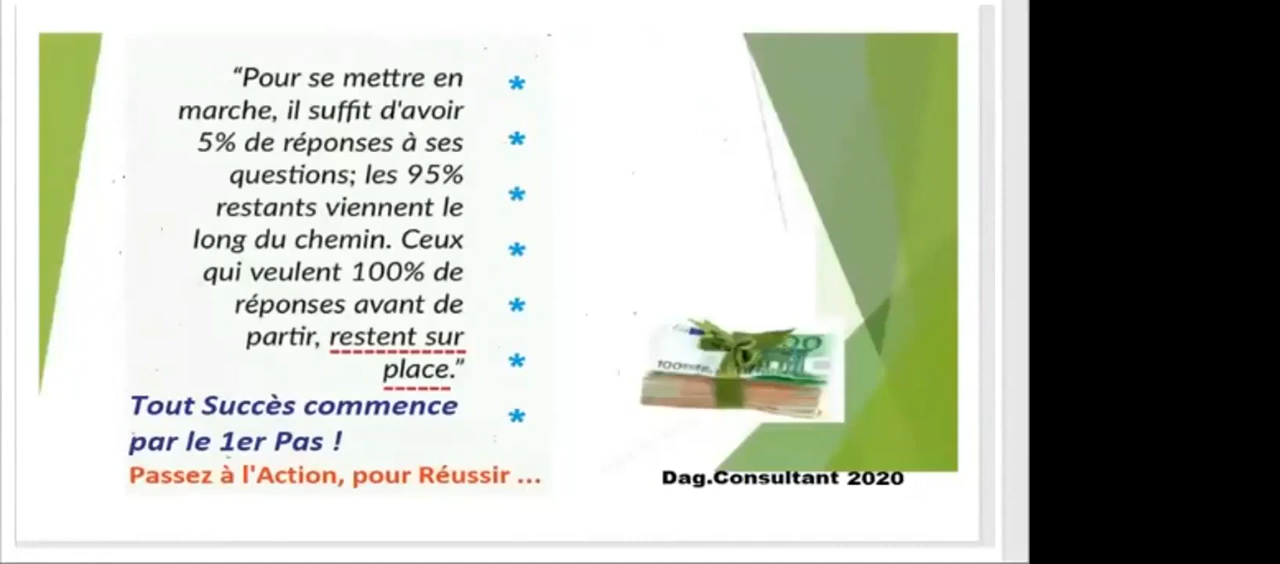 “Pour se mettre en
marche, il suffit d'avoir
5% de réponses à ses
questions; les 95%
restants viennent le
long du chemin. Ceux
qui veulent 100% de
réponses avant de
partir, restent sur
place.”
*
*
*
*
*
*
*
Tout Succès commence
par le 1er Pas !
Passez à l'Action, pour Réussir ...
100
Dag.Consultant 2020